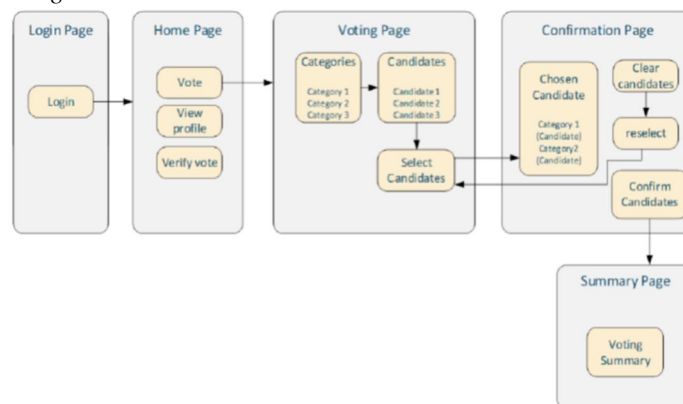 Login Page
Login
Home Page
Vote
View
profile
Verify vote
Voting Page
Categories
Category 1
Category 2
Category 3
Candidates
Candidate 1
Candidate 2
Candidate 3
Select
Candidates
Confirmation Page
Chosen
Candidate
Category 1
(Candidate)
Category2
(Candidate)
Clear
candidates
reselect
Confirm
Candidates
Summary Page
Voting
Summary